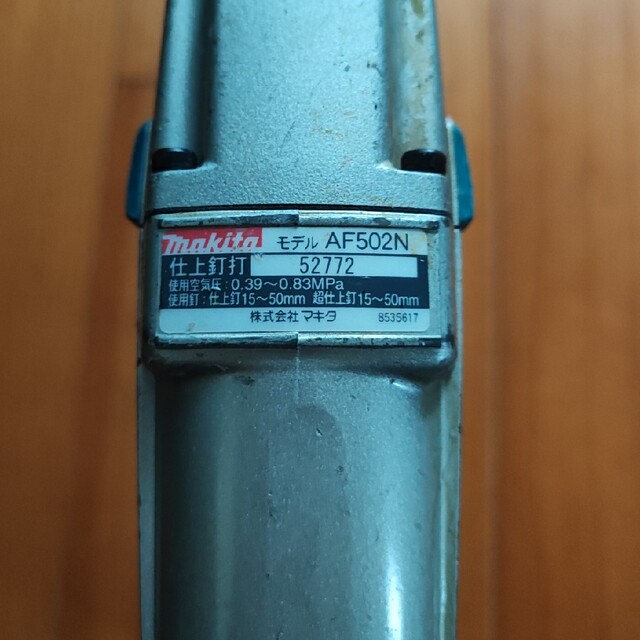 makita モデル AF502N
仕上釘打 52772
使用空気圧:0.39～0.83MPa
使用釘:仕上釘15～50mm 超仕上釘15～50mm
株式会社マキタ 8535617